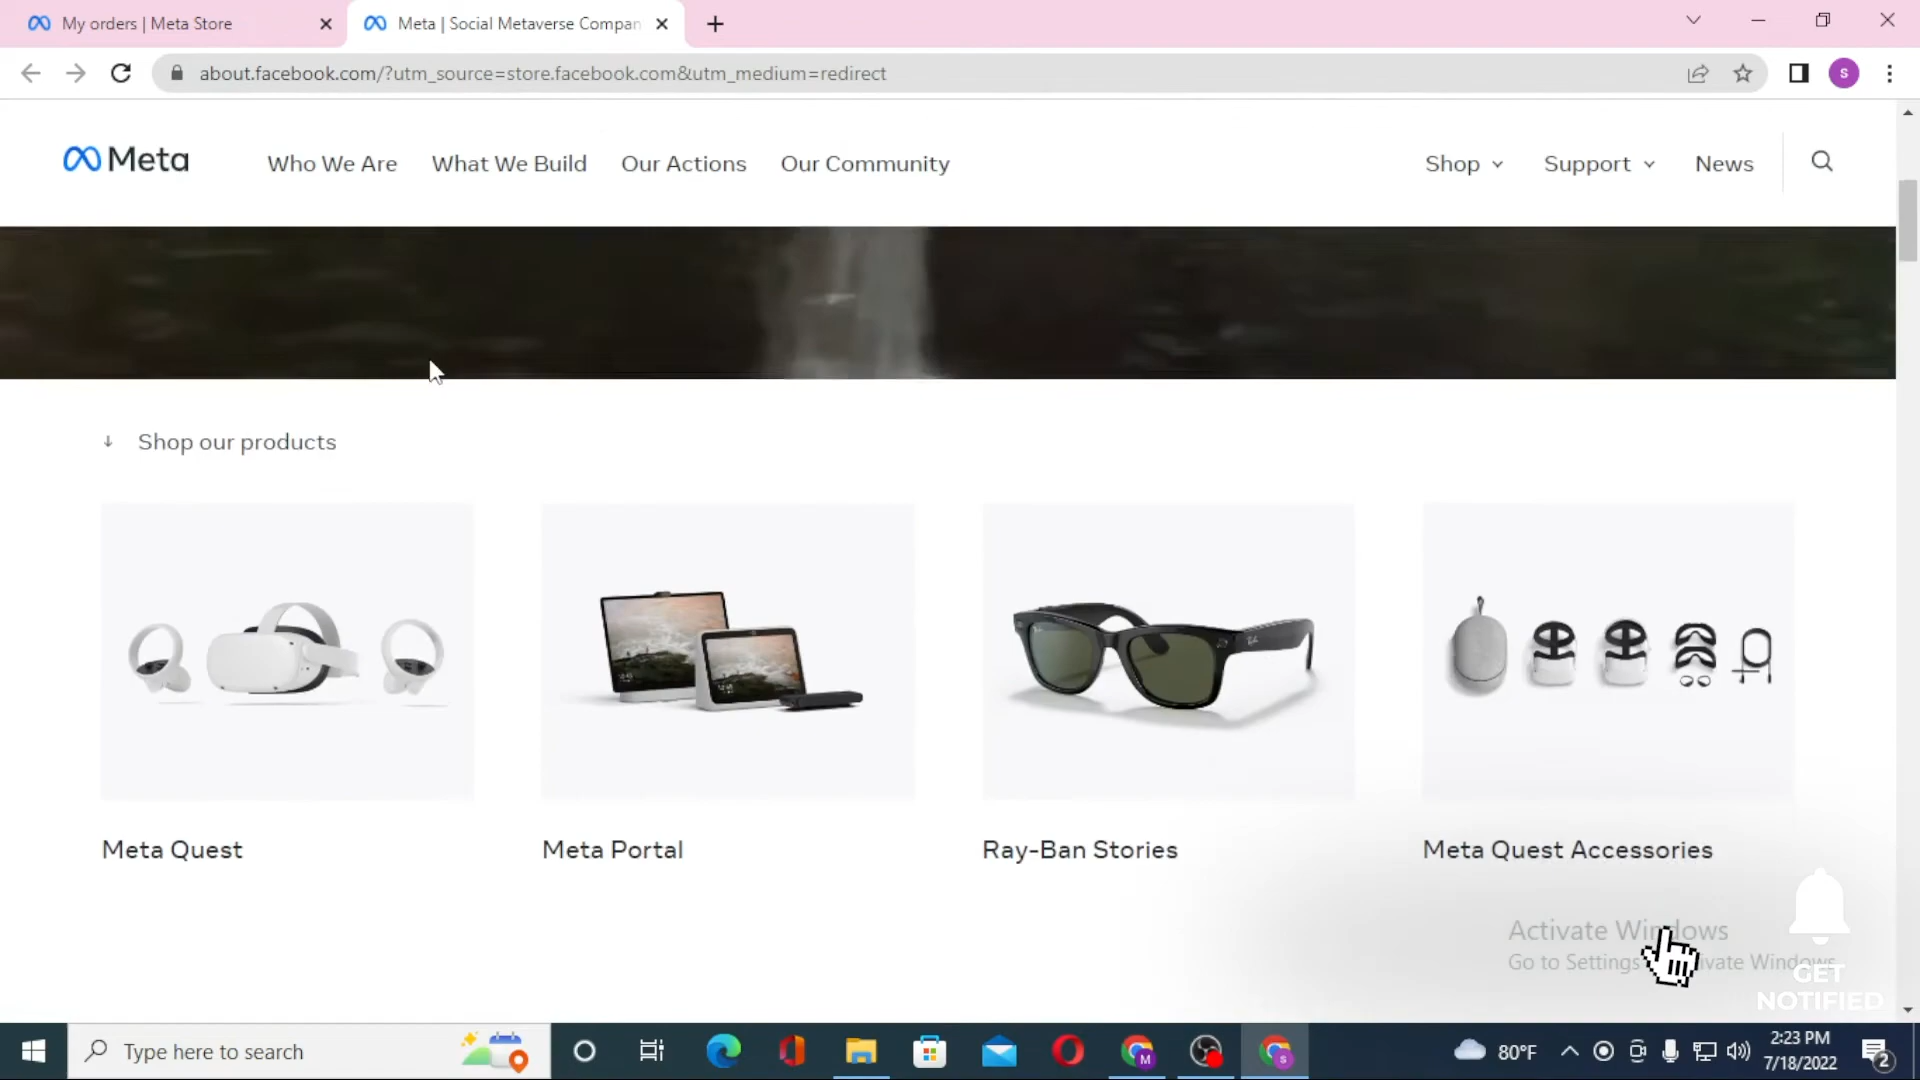 My orders | Meta Store
Meta | Social Metaverse Compan
about.facebook.com/?utm_source=store.facebook.com&utm_medium=redirect
S
Meta
Who We Are
What We Build
Our Actions
Our Community
Shop
Support
News
Shop our products
Meta Quest
Meta Portal
Ray-Ban Stories
Meta Quest Accessories
Activate Windows
Go to Settings
GET
NOTIFIED
Type here to search
M
S
80°F
2:23 PM
7/18/2022
2